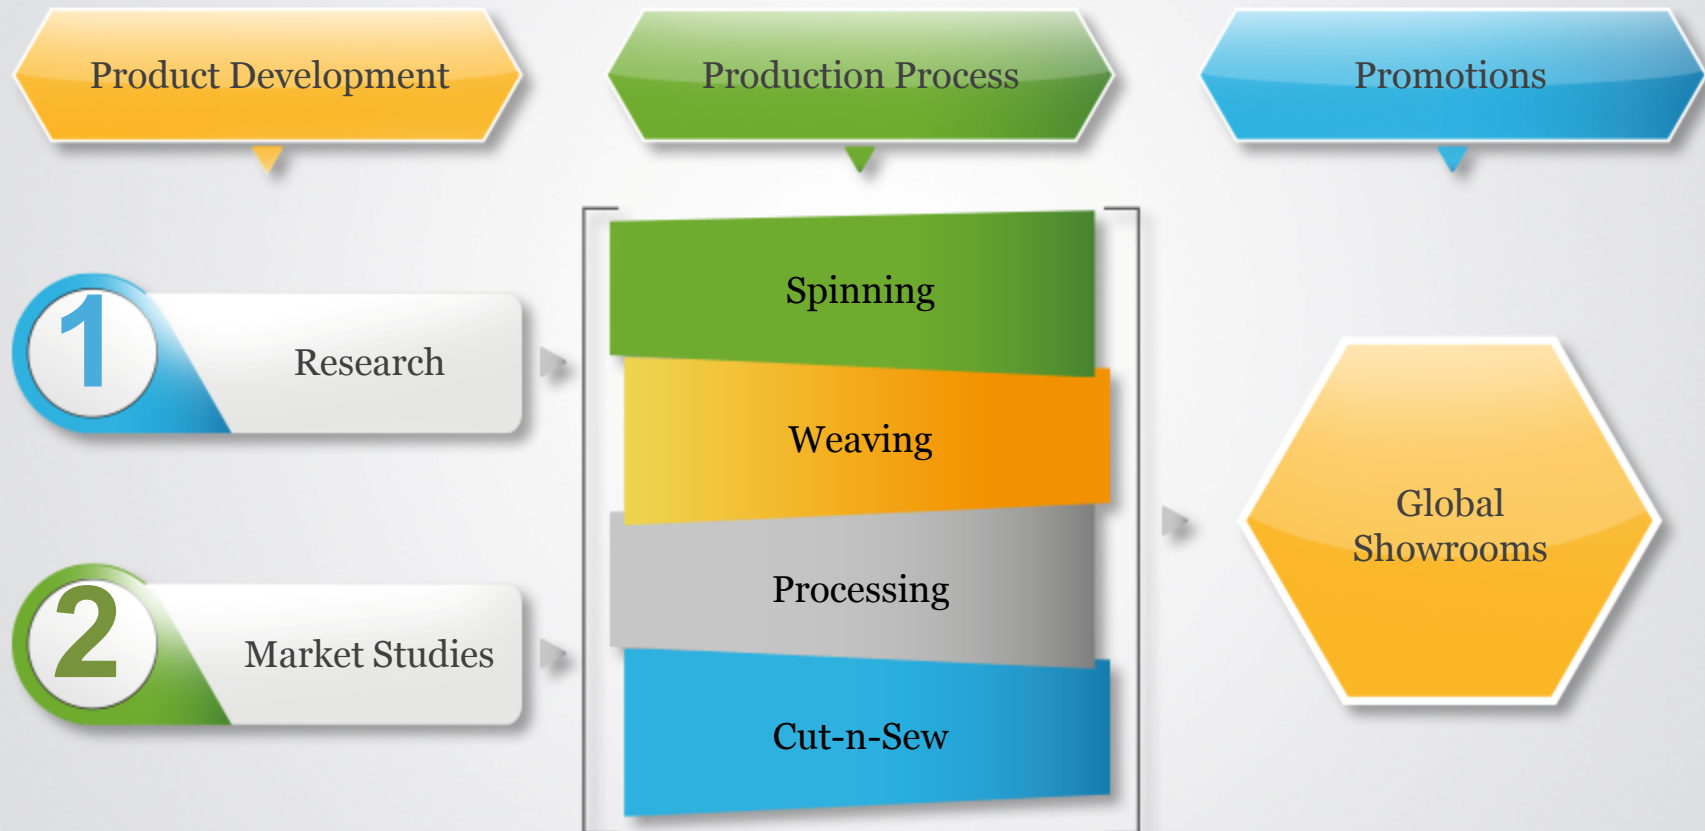 Product Development
Production Process
Promotions
1
Research
2
Market Studies
Spinning
Weaving
Processing
Cut-n-Sew
Global
Showrooms